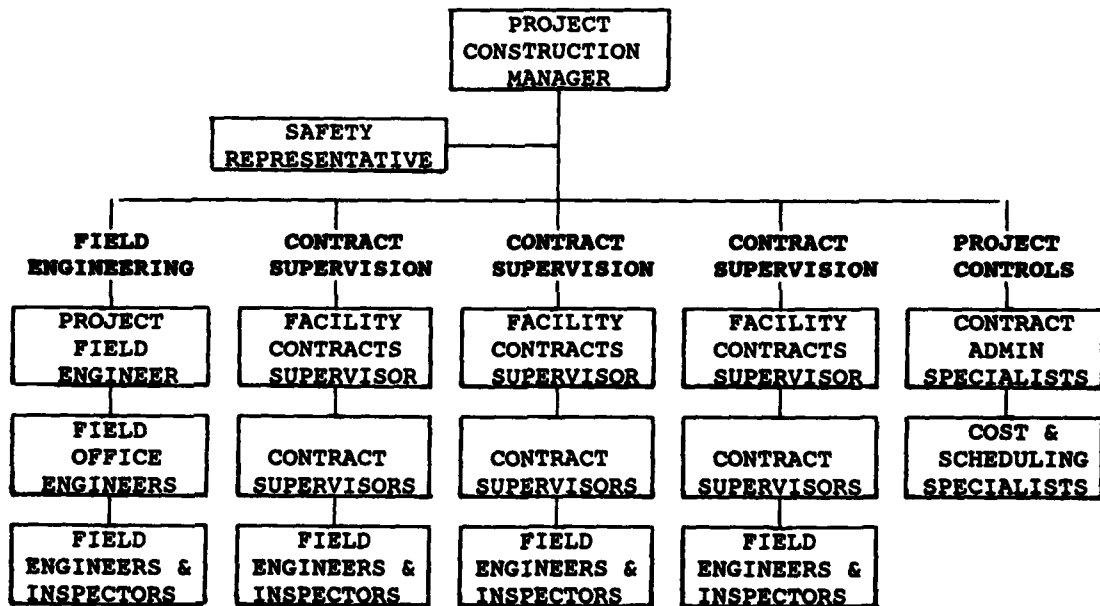 PROJECT
CONSTRUCTION
MANAGER
SAFETY
REPRESENTATIVE
FIELD
ENGINEERING
PROJECT
FIELD
ENGINEER
FIELD
OFFICE
ENGINEERS
FIELD
ENGINEERS &
INSPECTORS
CONTRACT
SUPERVISION
FACILITY
CONTRACTS
SUPERVISOR
CONTRACT
SUPERVISORS
FIELD
ENGINEERS &
INSPECTORS
CONTRACT
SUPERVISION
FACILITY
CONTRACTS
SUPERVISOR
CONTRACT
SUPERVISORS
FIELD
ENGINEERS &
INSPECTORS
CONTRACT
SUPERVISION
FACILITY
CONTRACTS
SUPERVISOR
CONTRACT
SUPERVISORS
FIELD
ENGINEERS &
INSPECTORS
PROJECT
CONTROLS
CONTRACT
ADMIN
SPECIALISTS
COST &
SCHEDULING
SPECIALISTS